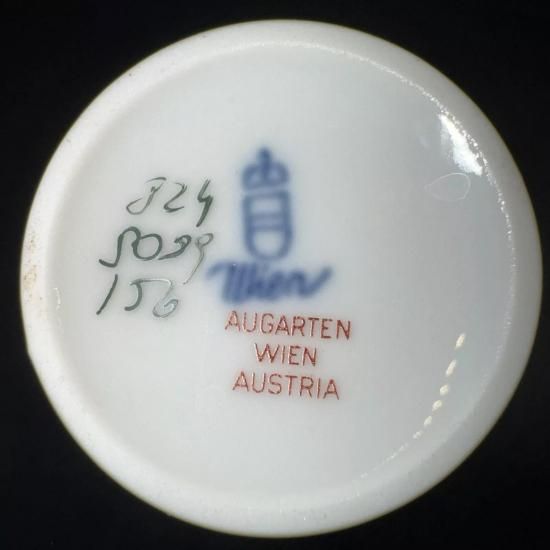 824
5099
156
Wien
AUGARTEN
WIEN
AUSTRIA